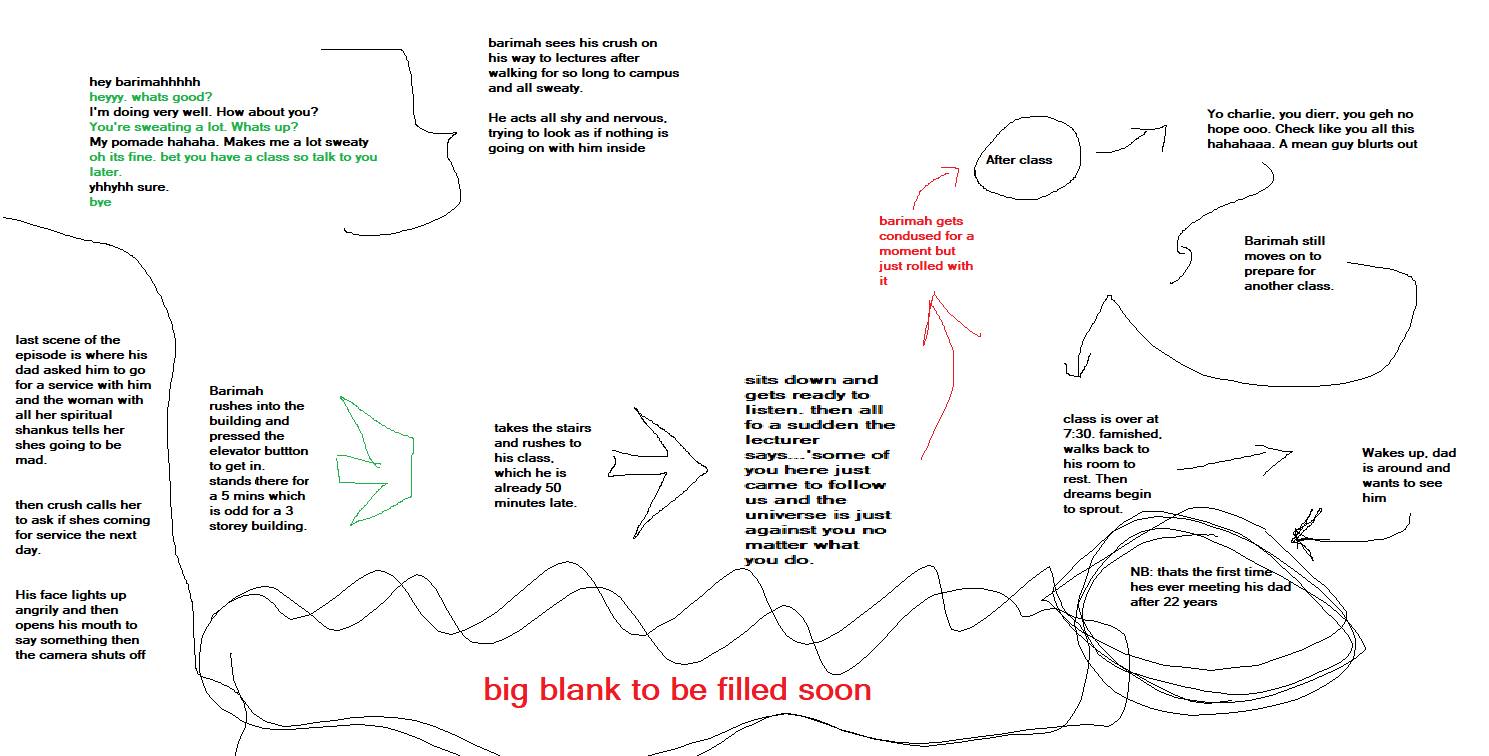 hey barimahhhhh
heyyy. whats good?
I'm doing very well. How about you?
You're sweating a lot. Whats up?
My pomade hahaha. Makes me a lot sweaty
oh its fine. bet you have a class so talk to you
later.
yhhyhh sure.
bye
barimah sees his crush on
his way to lectures after
walking for so long to campus
and all sweaty.
He acts all shy and nervous,
trying to look as if nothing is
going on with him inside
Barimah
rushes into the
building and
pressed the
elevator buttton
to get in.
stands there for
a 5 mins which
is odd for a 3
storey building.
takes the stairs
and rushes to
his class,
which he is
already 50
minutes late.
sits down and
gets ready to
listen. then all
fo a sudden the
lecturer
says...'some of
you here just
came to follow
us and the
universe is just
against you no
matter what
you do.
barimah gets
condused for a
moment but
just rolled with
it
After class
Yo charlie, you dierr, you geh no
hope ooo. Check like you all this
hahahaaa. A mean guy blurts out
Barimah still
moves on to
prepare for
another class.
class is over at
7:30. famished,
walks back to
his room to
rest. Then
dreams begin
to sprout.
Wakes up, dad
is around and
wants to see
him
NB: thats the first time
hes ever meeting his dad
after 22 years
big blank to be filled soon
last scene of the
episode is where his
dad asked him to go
for a service with him
and the woman with
all her spiritual
shankus tells her
shes going to be
mad.
then crush calls her
to ask if shes coming
for service the next
day.
His face lights up
angrily and then
opens his mouth to
say something then
the camera shuts off